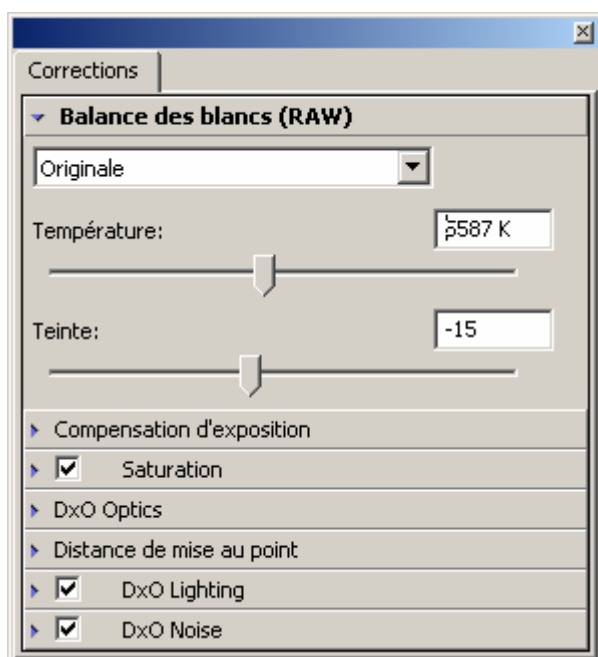 Corrections
Balance des blancs (RAW)
Originale
Température:
5587 K
Teinte:
-15
Compensation d'exposition
Saturation
DxO Optics
Distance de mise au point
DxO Lighting
DxO Noise